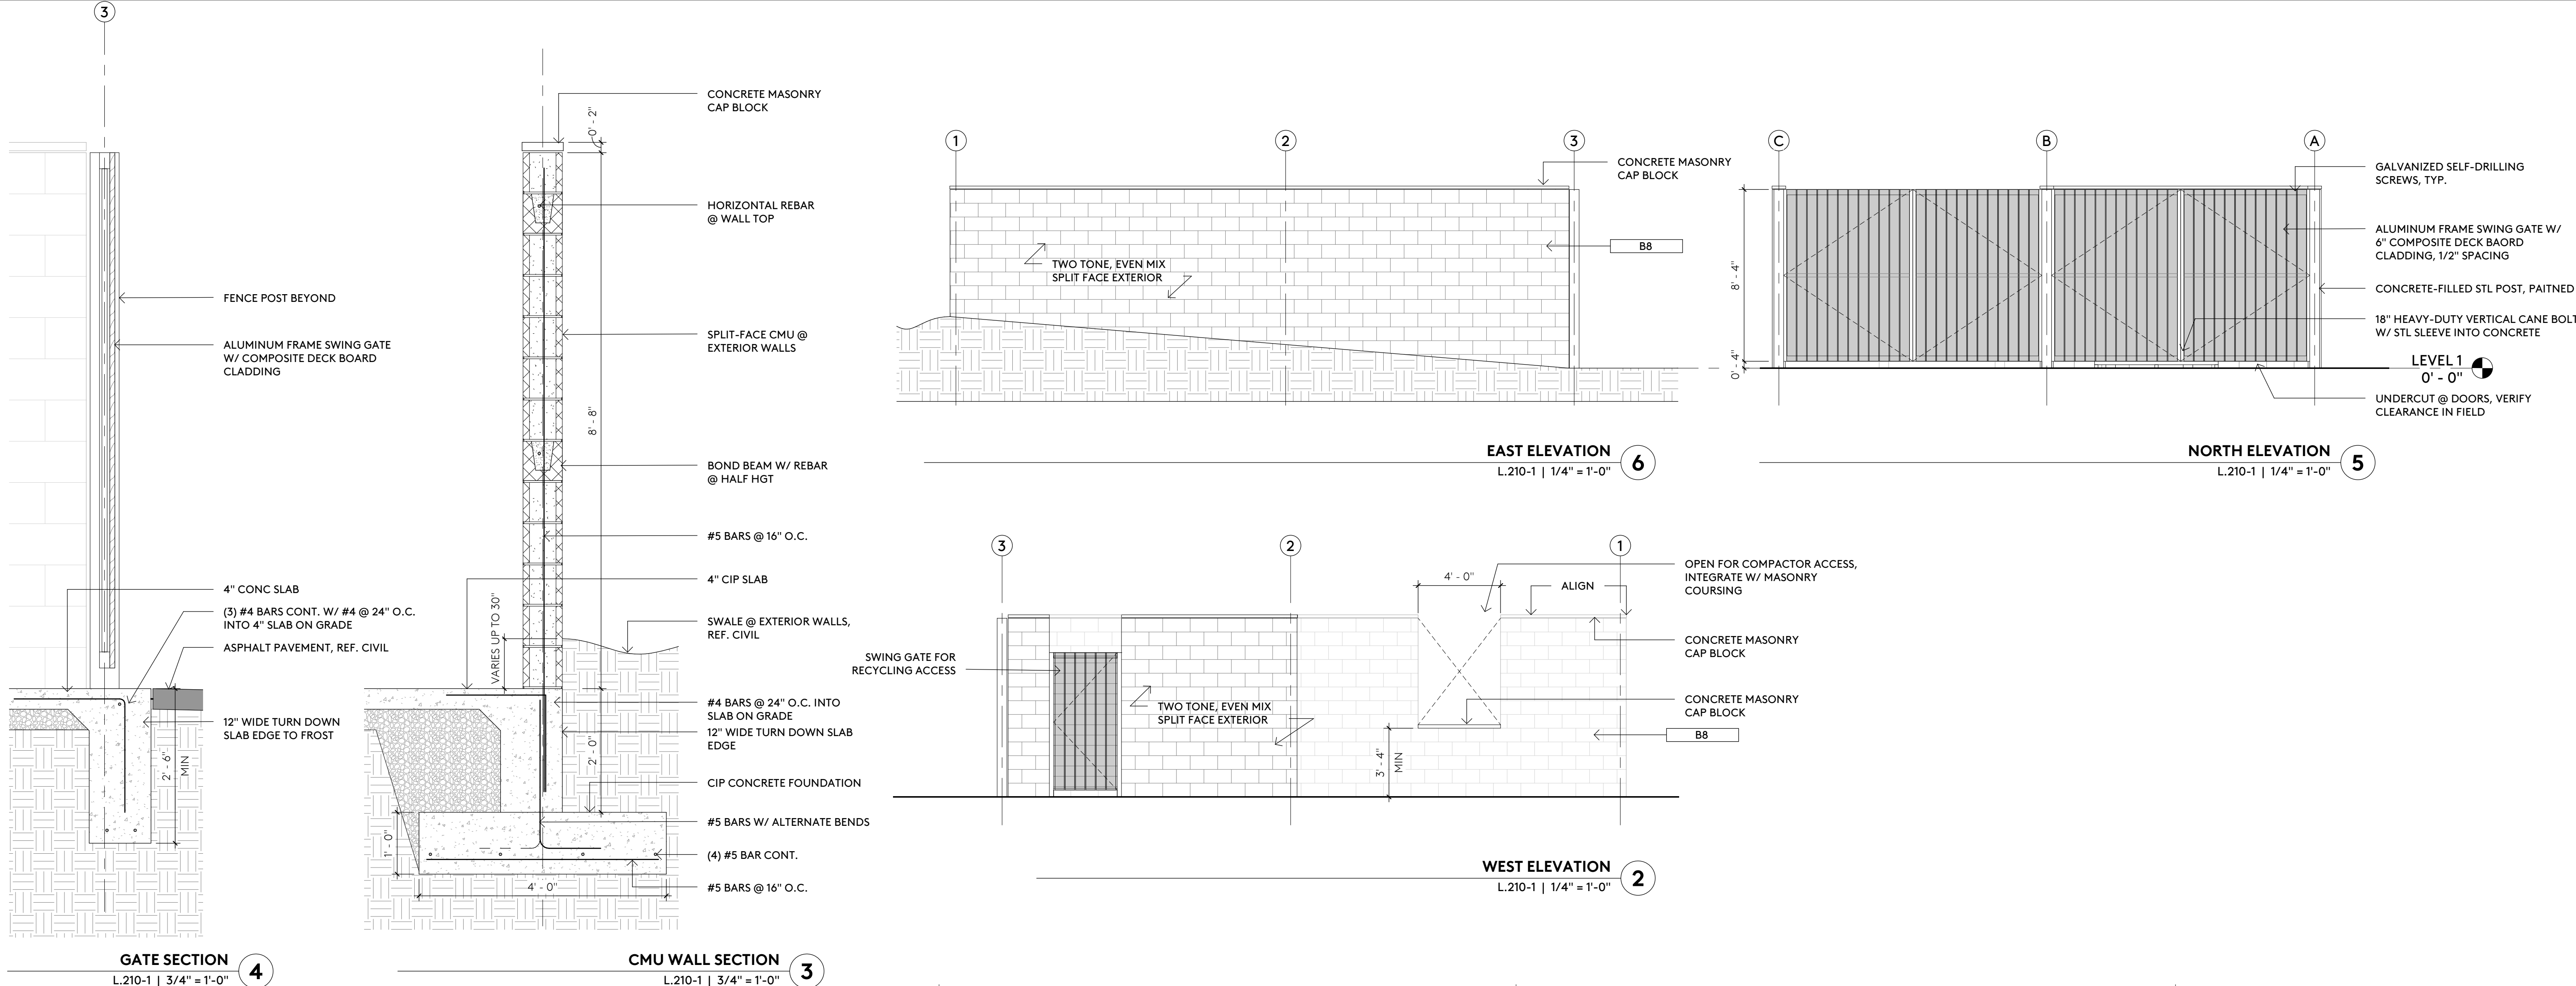 3
FENCE POST BEYOND
ALUMINUM FRAME SWING GATE
W/ COMPOSITE DECK BOARD
CLADDING
4" CONC SLAB
(3) #4 BARS CONT. W/ #4 @ 24" O.C.
INTO 4" SLAB ON GRADE
ASPHALT PAVEMENT, REF. CIVIL
12" WIDE TURN DOWN
SLAB EDGE TO FROST
2' - 6"
MIN
GATE SECTION
L.210-1 | 3/4" = 1'-0"
4
CONCRETE MASONRY
CAP BLOCK
0' - 2"
HORIZONTAL REBAR
@ WALL TOP
SPLIT-FACE CMU @
EXTERIOR WALLS
8' - 8"
BOND BEAM W/ REBAR
@ HALF HGT
#5 BARS @ 16" O.C.
4" CIP SLAB
VARIES UP TO 30"
SWALE @ EXTERIOR WALLS,
REF. CIVIL
#4 BARS @ 24" O.C. INTO
SLAB ON GRADE
12" WIDE TURN DOWN SLAB
EDGE
2' - 0"
CIP CONCRETE FOUNDATION
#5 BARS W/ ALTERNATE BENDS
1' - 0"
(4) #5 BAR CONT.
#5 BARS @ 16" O.C.
4' - 0"
CMU WALL SECTION
L.210-1 | 3/4" = 1'-0"
3
1
2
3
CONCRETE MASONRY
CAP BLOCK
B8
TWO TONE, EVEN MIX
SPLIT FACE EXTERIOR
EAST ELEVATION
L.210-1 | 1/4" = 1'-0"
6
C
B
A
GALVANIZED SELF-DRILLING
SCREWS, TYP.
ALUMINUM FRAME SWING GATE W/
6" COMPOSITE DECK BAORD
CLADDING, 1/2" SPACING
8' - 4"
CONCRETE-FILLED STL POST, PAITNED
18" HEAVY-DUTY VERTICAL CANE BOLT
W/ STL SLEEVE INTO CONCRETE
0' - 4"
LEVEL 1
0' - 0"
UNDERCUT @ DOORS, VERIFY
CLEARANCE IN FIELD
NORTH ELEVATION
L.210-1 | 1/4" = 1'-0"
5
3
2
1
OPEN FOR COMPACTOR ACCESS,
INTEGRATE W/ MASONRY
COURSING
4' - 0"
ALIGN
CONCRETE MASONRY
CAP BLOCK
SWING GATE FOR
RECYCLING ACCESS
TWO TONE, EVEN MIX
SPLIT FACE EXTERIOR
CONCRETE MASONRY
CAP BLOCK
B8
3' - 4"
MIN
WEST ELEVATION
L.210-1 | 1/4" = 1'-0"
2